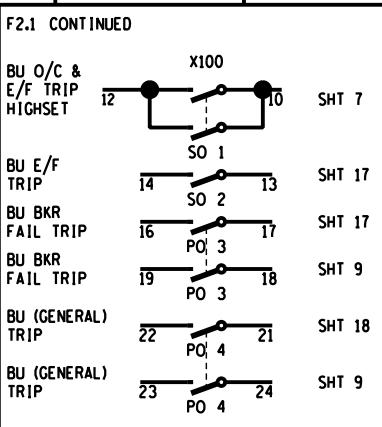 F2.1 CONTINUED
X100
BU O/C &
E/F TRIP
HIGHSET
12
10
SHT 7
SO 1
BU E/F
TRIP
14
13
SHT 17
SO 2
BU BKR
FAIL TRIP
16
17
SHT 17
PO 3
BU BKR
FAIL TRIP
19
18
SHT 9
PO 3
BU (GENERAL)
TRIP
22
21
SHT 18
PO 4
BU (GENERAL)
TRIP
23
24
SHT 9
PO 4